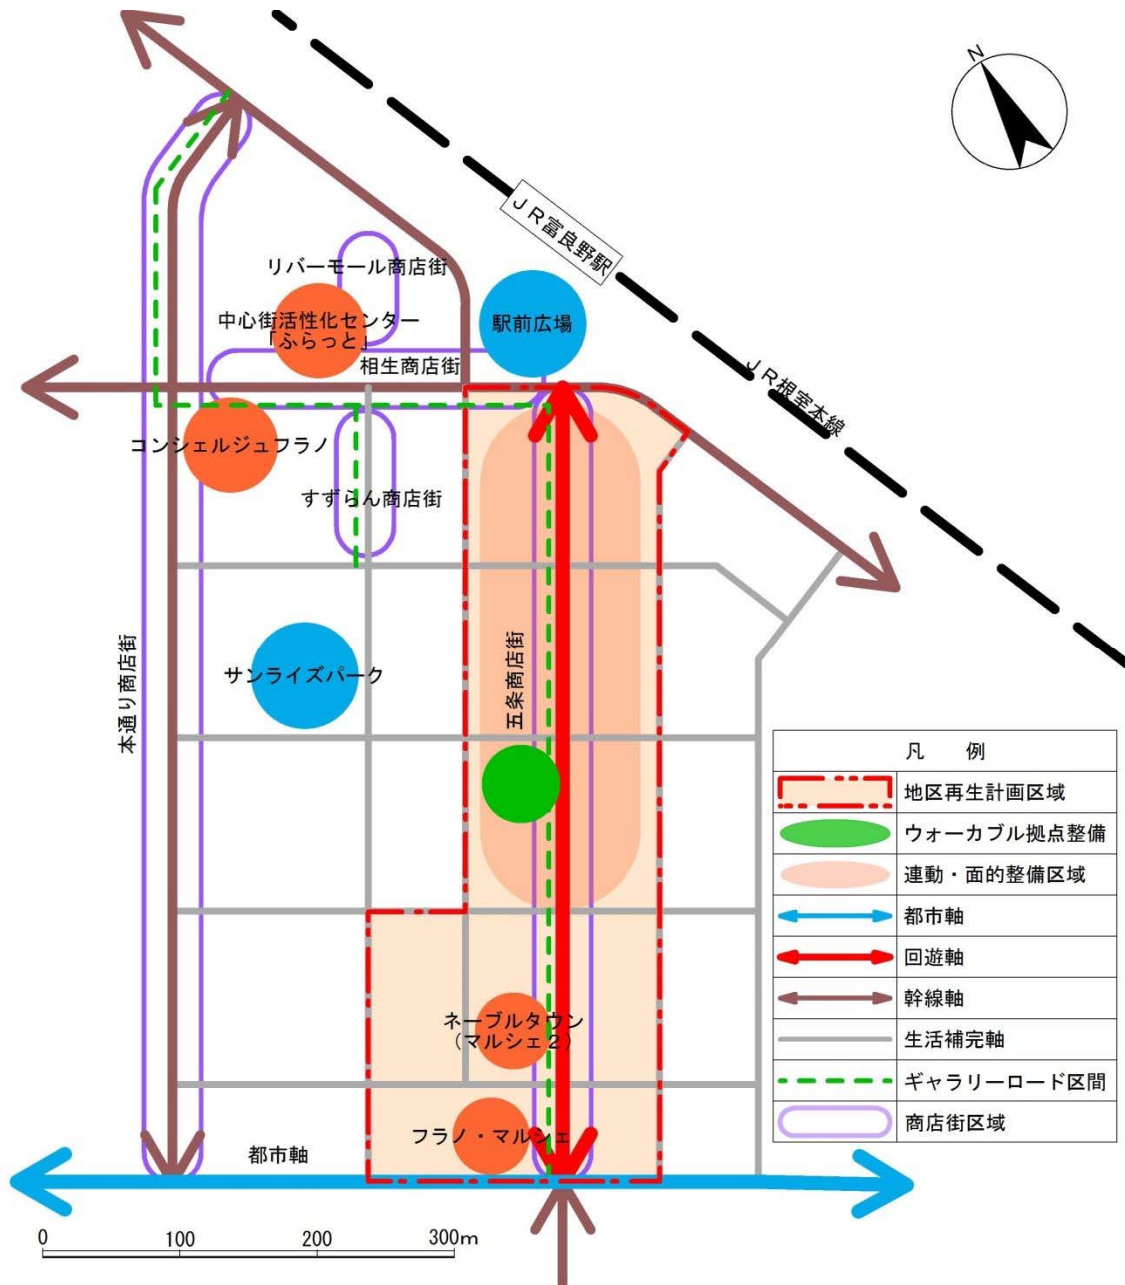 N
JR富良野駅
リバーモール商店街
中心街活性化センター
「ふらっと」
駅前広場
相生商店街
JR根室本線
コンシェルジュフラノ
すずらん商店街
本通り商店街
サンライズパーク
五条商店街
凡 例
地区再生計画区域
ウォーカブル拠点整備
連動・面的整備区域
都市軸
回遊軸
幹線軸
生活補完軸
ギャラリーロード区間
商店街区域
ネーブルタウン
(マルシェ2)
フラノ・マルシェ
都市軸
0 100 200 300m